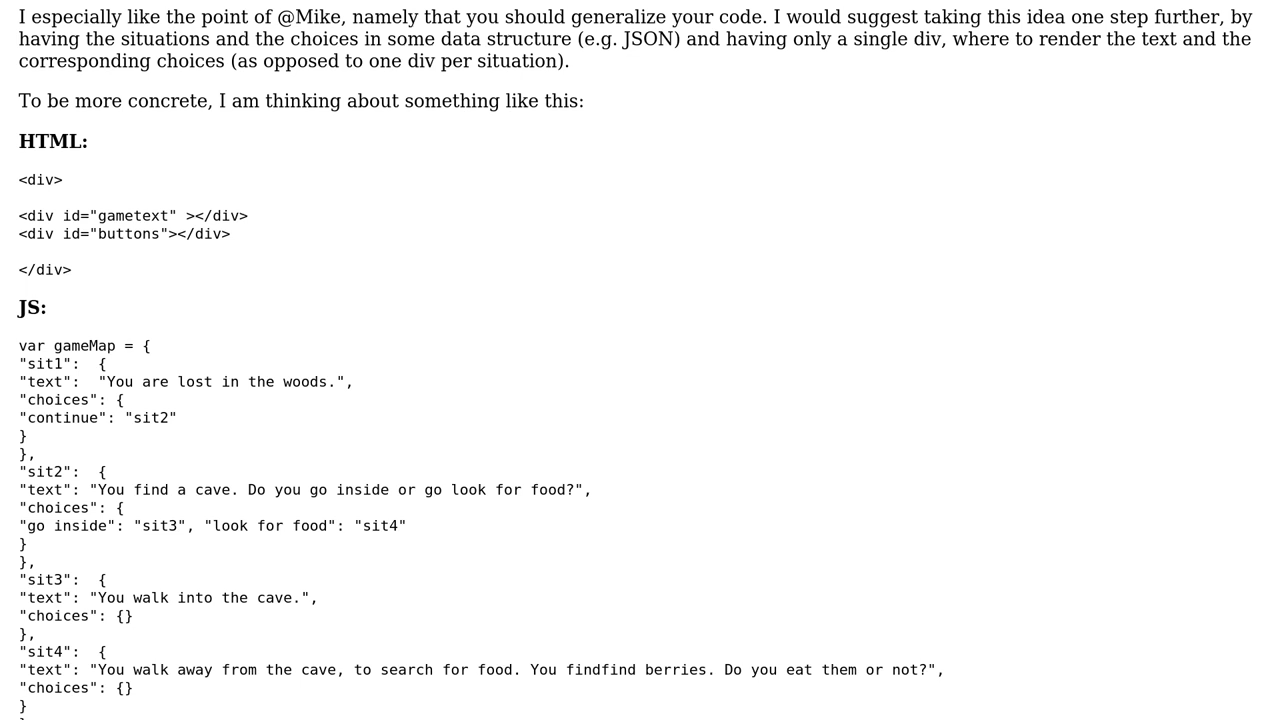 I especially like the point of @Mike, namely that you should generalize your code. I would suggest taking this idea one step further, by
having the situations and the choices in some data structure (e.g. JSON) and having only a single div, where to render the text and the
corresponding choices (as opposed to one div per situation).
To be more concrete, I am thinking about something like this:
HTML:
<div>
<div id="gametext" ></div>
<div id="buttons"></div>
</div>
JS:
var gameMap = {
"sit1":  {
"text":  "You are lost in the woods.",
"choices": {
"continue": "sit2"
}
},
"sit2":  {
"text": "You find a cave. Do you go inside or go look for food?",
"choices": {
"go inside": "sit3", "look for food": "sit4"
}
},
"sit3":  {
"text": "You walk into the cave.",
"choices": {}
},
"sit4":  {
"text": "You walk away from the cave, to search for food. You findfind berries. Do you eat them or not?",
"choices": {}
}